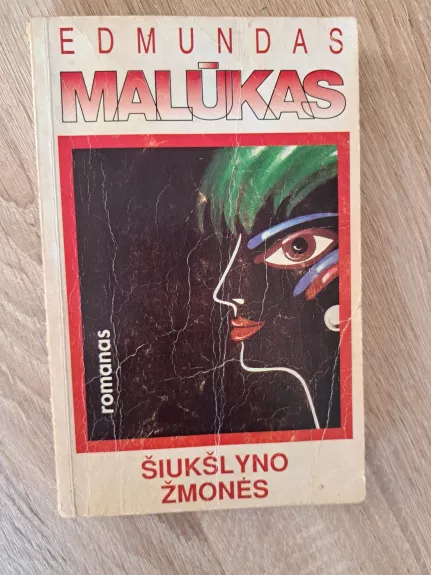 EDMUNDAS
MALŪKAS
romanas
ŠIUKŠLYNO
ŽMONĖS